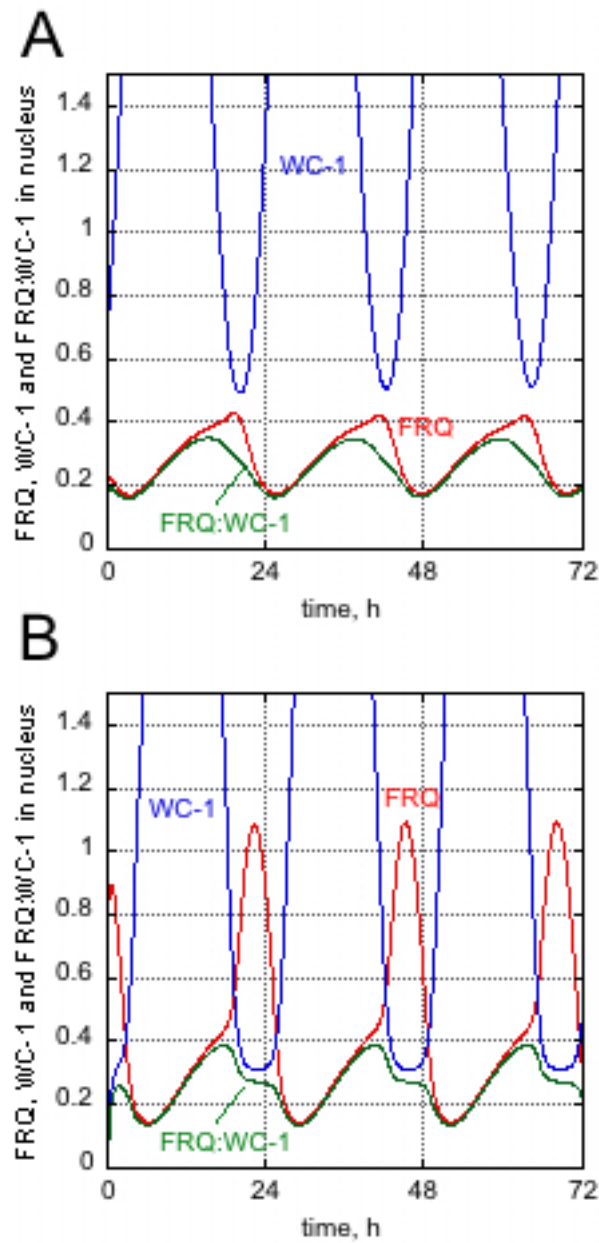 A
FRQ, WC-1 and FRQ:WC-1 in nucleus
1.4
1.2
1
0.8
0.6
0.4
0.2
0
WC-1
FRQ
FRQ:WC-1
0 24 48 72
time, h
B
FRQ, WC-1 and FRQ:WC-1 in nucleus
1.4
1.2
1
0.8
0.6
0.4
0.2
0
WC-1
FRQ
FRQ:WC-1
0 24 48 72
time, h